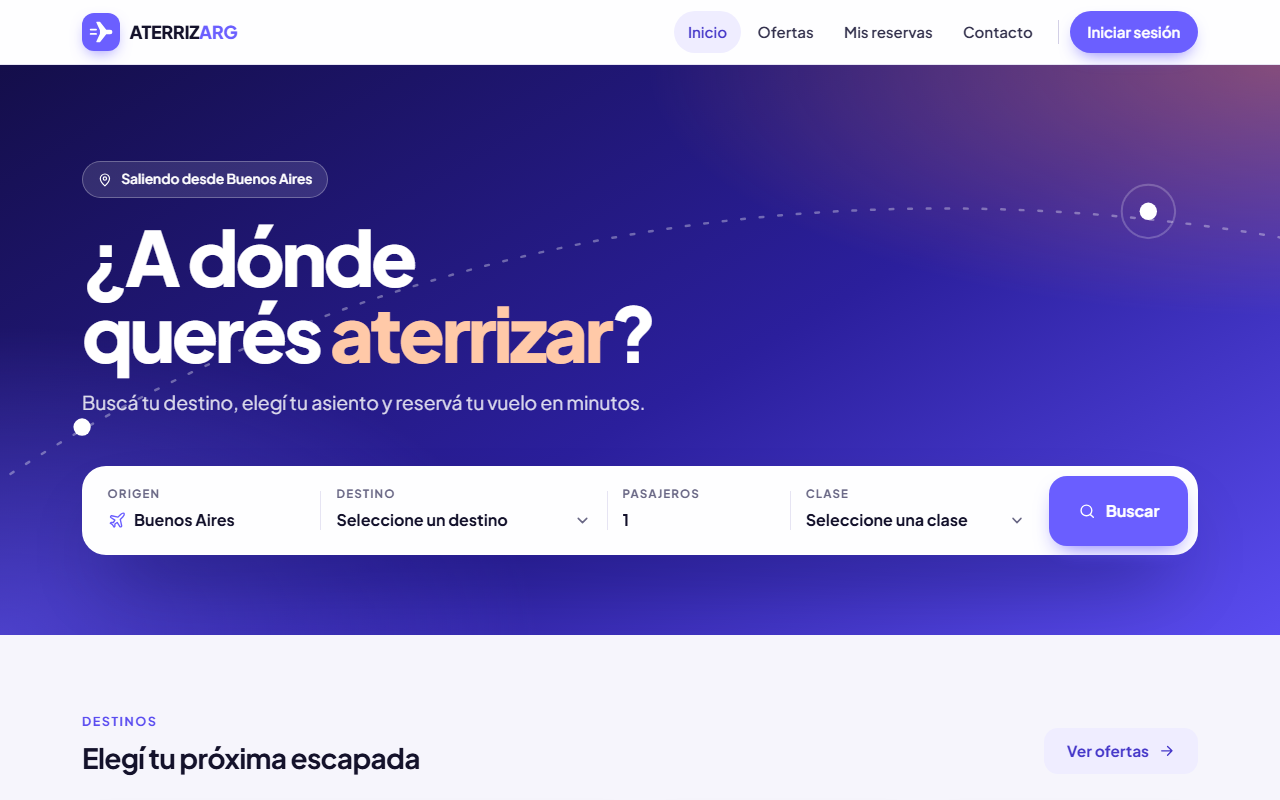 ATERRIZARG
Inicio
Ofertas
Mis reservas
Contacto
Iniciar sesión
Saliendo desde Buenos Aires
¿A dónde
querés aterrizar?
Buscá tu destino, elegí tu asiento y reservá tu vuelo en minutos.
ORIGEN
Buenos Aires
DESTINO
Seleccione un destino
PASAJEROS
1
CLASE
Seleccione una clase
Buscar
DESTINOS
Elegí tu próxima escapada
Ver ofertas